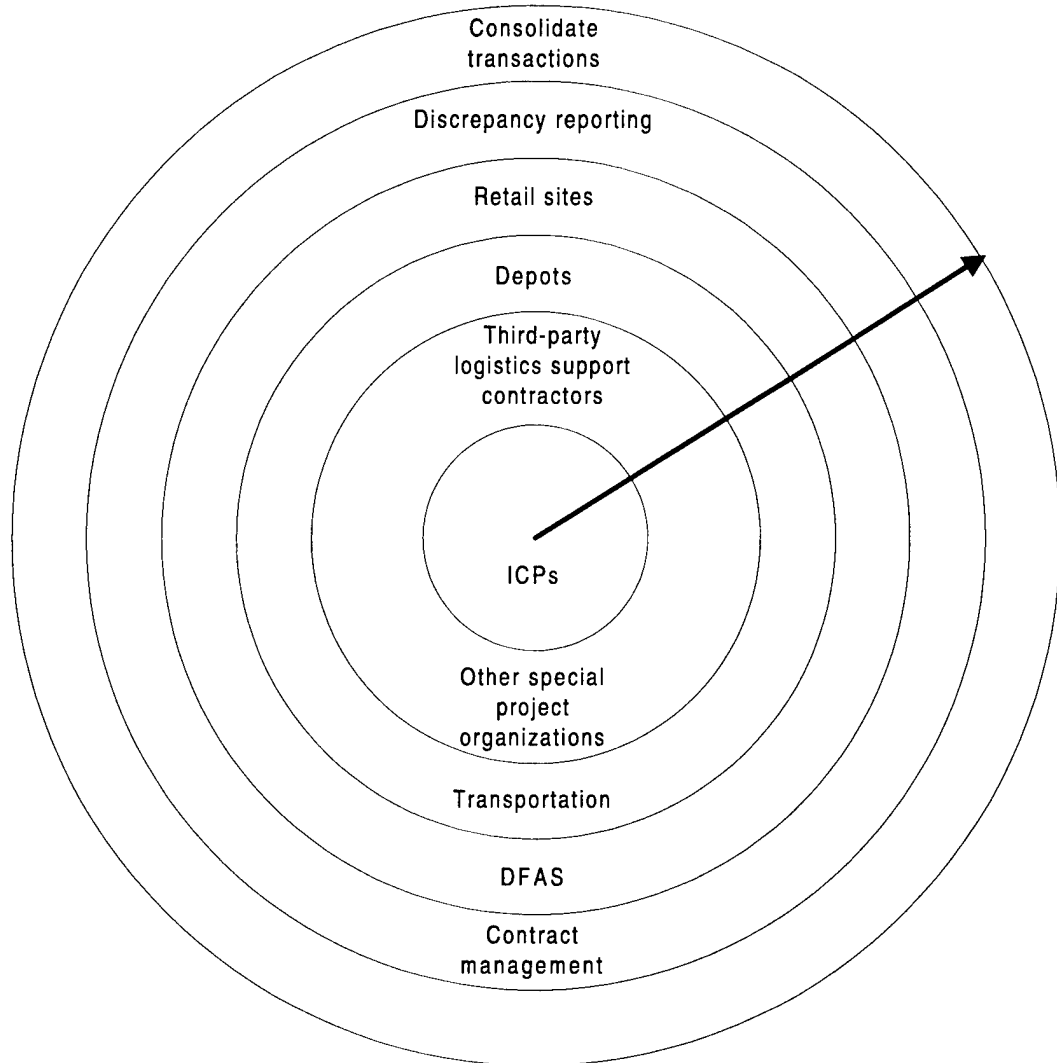 Consolidate
transactions
Discrepancy reporting
Retail sites
Depots
Third-party
logistics support
contractors
ICPs
Other special
project
organizations
Transportation
DFAS
Contract
management